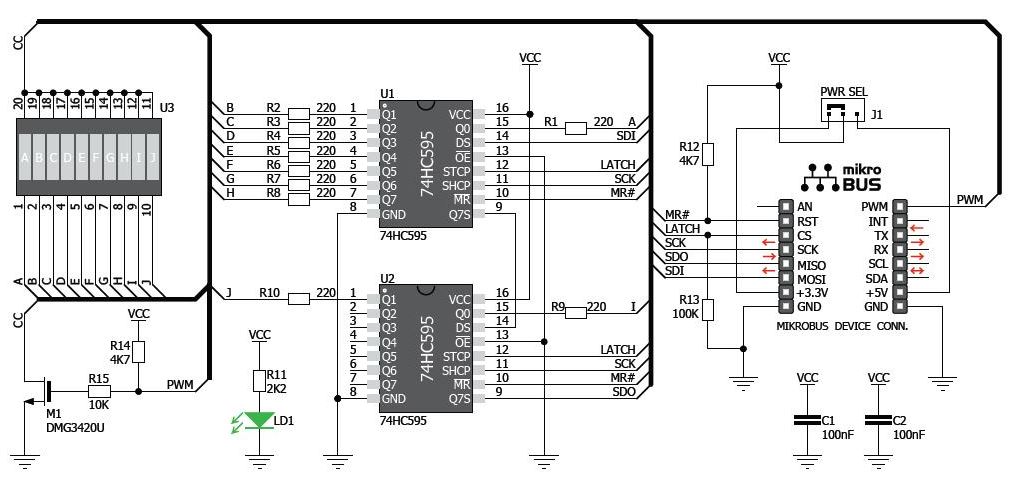 CC
VCC
VCC
PWR SEL
J1
20 19 18 17 16 15 14 13 12 11
U3
A B C D E F G H I J
1 2 3 4 5 6 7 8 9 10
A B C D E F G H I J
CC
U1
B R2 220 1 Q1 VCC 16
C R3 220 2 Q2 Q0 15 R1 220 A
D R4 220 3 Q3 DS 14 SDI
E R5 220 4 Q4 OE 13
F R6 220 5 Q5 STCP 12 LATCH
G R7 220 6 Q6 SHCP 11 SCK
H R8 220 7 Q7 MR 10 MR#
8 GND Q7S 9
74HC595
74HC595
U2
J R10 220 1 Q1 VCC 16
2 Q2 Q0 15 R9 220 I
3 Q3 DS 14
4 Q4 OE 13
5 Q5 STCP 12 LATCH
6 Q6 SHCP 11 SCK
7 Q7 MR 10 MR#
8 GND Q7S 9 SDO
74HC595
74HC595
R12
4K7
mikro
BUS
AN PWM PWM
MR# RST INT
LATCH CS TX
SCK SCK RX
SDO MISO SCL
SDI MOSI SDA
+3.3V +5V
GND GND
MIKROBUS DEVICE CONN.
R13
100K
VCC
R14
4K7
R15
10K
PWM
M1
DMG3420U
VCC
R11
2K2
LD1
VCC
C1
100nF
VCC
C2
100nF